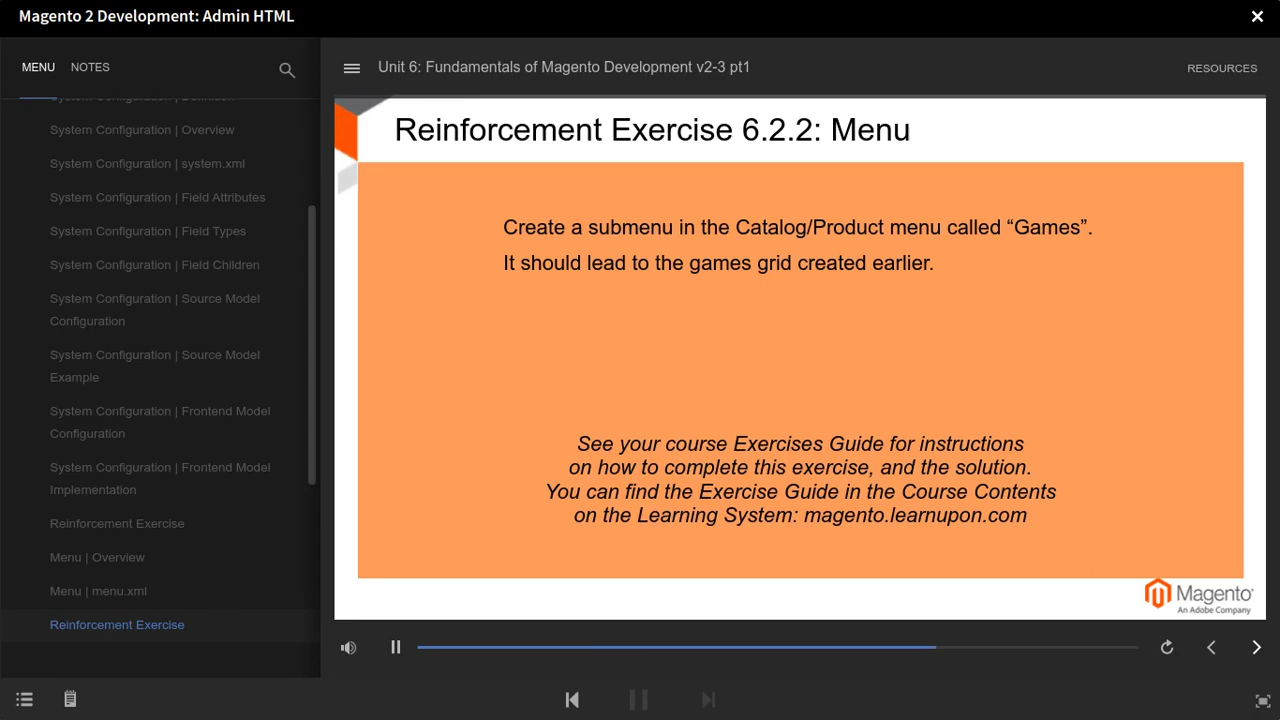 Magento 2 Development: Admin HTML
MENU NOTES
System Configuration | Definition
System Configuration | Overview
System Configuration | system.xml
System Configuration | Field Attributes
System Configuration | Field Types
System Configuration | Field Children
System Configuration | Source Model
Configuration
System Configuration | Source Model
Example
System Configuration | Frontend Model
Configuration
System Configuration | Frontend Model
Implementation
Reinforcement Exercise
Menu | Overview
Menu | menu.xml
Reinforcement Exercise
Unit 6: Fundamentals of Magento Development v2-3 pt1
RESOURCES
Reinforcement Exercise 6.2.2: Menu
Create a submenu in the Catalog/Product menu called “Games”.
It should lead to the games grid created earlier.
See your course Exercises Guide for instructions
on how to complete this exercise, and the solution.
You can find the Exercise Guide in the Course Contents
on the Learning System: magento.learnupon.com
Magento®
An Adobe Company